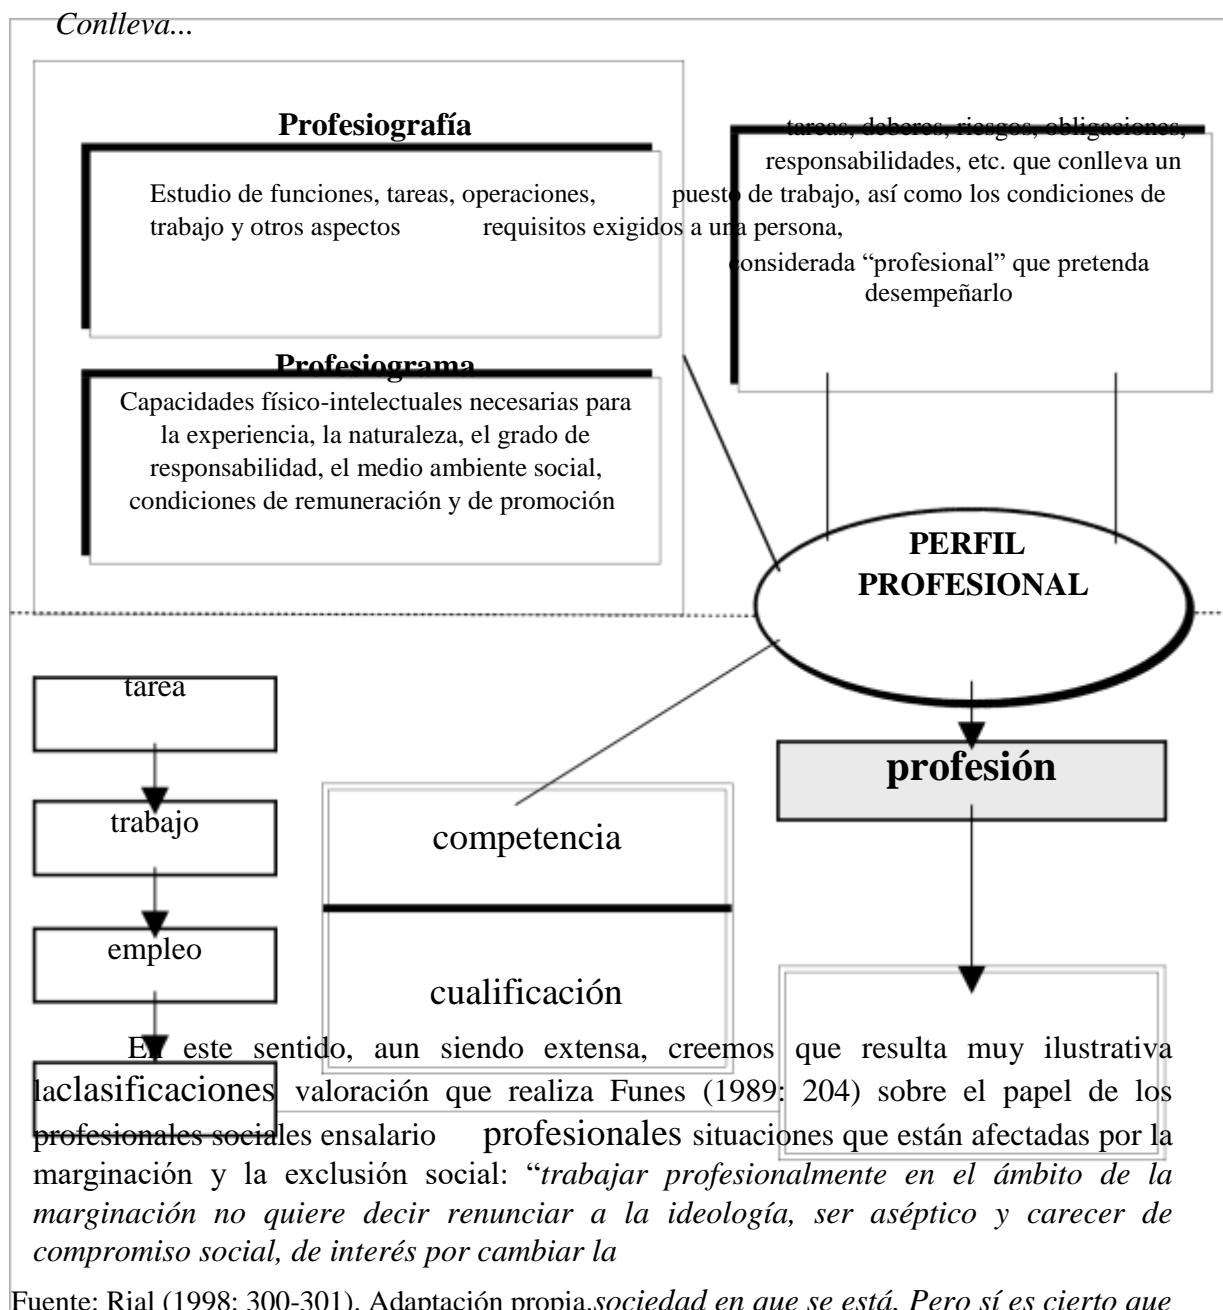 Conlleva...
Profesiografía
tareas, deberes, riesgos, obligaciones,
responsabilidades, etc. que conlleva un
Estudio de funciones, tareas, operaciones, puesto de trabajo, así como los condiciones de
trabajo y otros aspectos requisitos exigidos a una persona,
considerada “profesional” que pretenda
desempeñarlo
Profesiograma
Capacidades físico-intelectuales necesarias para
la experiencia, la naturaleza, el grado de
responsabilidad, el medio ambiente social,
condiciones de remuneración y de promoción
PERFIL
PROFESIONAL
tarea
profesión
trabajo
competencia
empleo
cualificación
En este sentido, aun siendo extensa, creemos que resulta muy ilustrativa
laclasificaciones valoración que realiza Funes (1989: 204) sobre el papel de los
profesionales sociales ensalario profesionales situaciones que están afectadas por la
marginación y la exclusión social: “trabajar profesionalmente en el ámbito de la
marginación no quiere decir renunciar a la ideología, ser aséptico y carecer de
compromiso social, de interés por cambiar la
Fuente: Rial (1998: 300-301). Adaptación propia.sociedad en que se está. Pero sí es cierto que